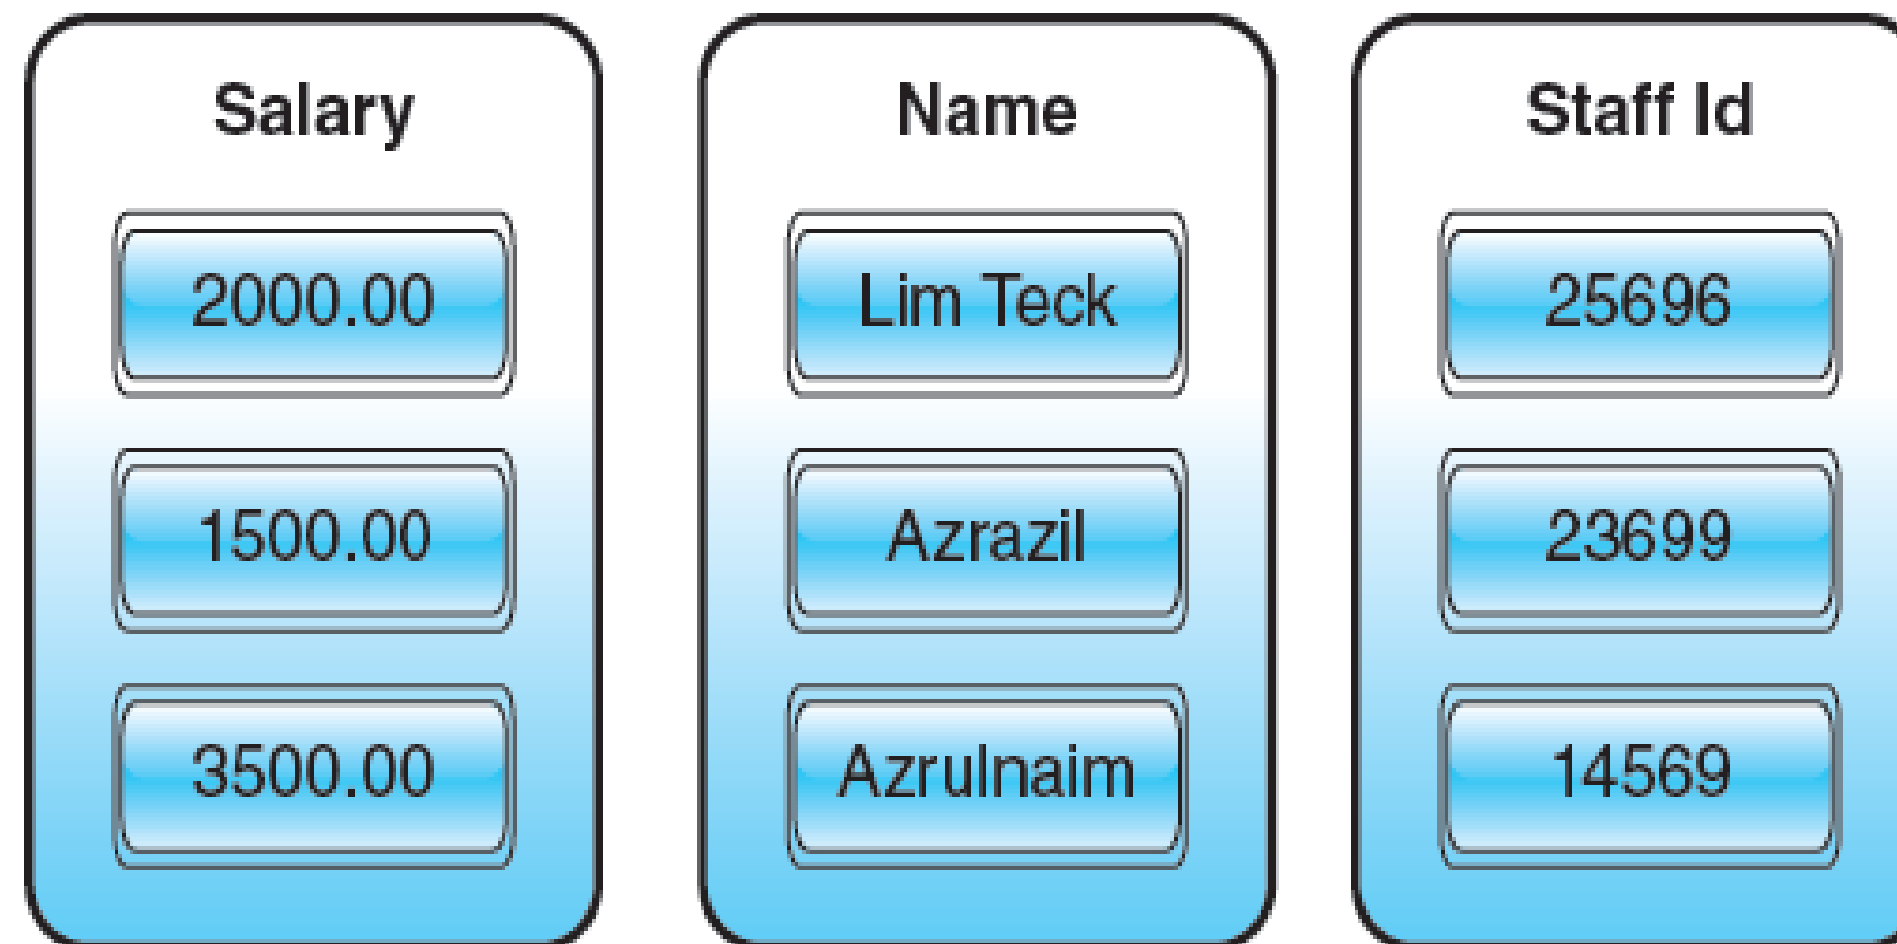 Salary
2000.00
1500.00
3500.00
Name
Lim Teck
Azrazil
Azrulnaim
Staff Id
25696
23699
14569